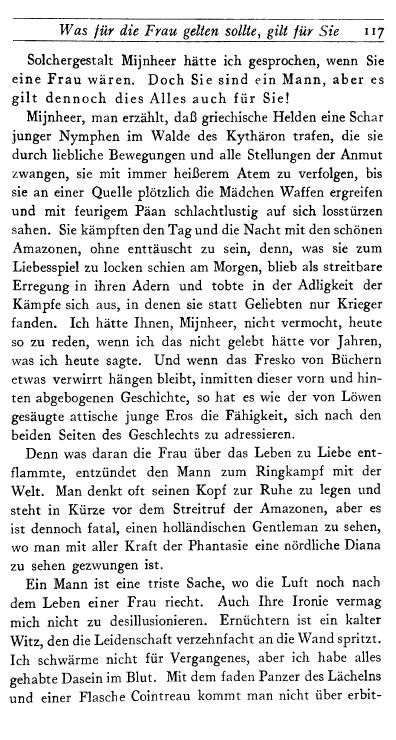 Was für die Frau gelten sollte, gilt für Sie 117
Solchergestalt Mijnheer hätte ich gesprochen, wenn Sie
eine Frau wären. Doch Sie sind ein Mann, aber es
gilt dennoch dies Alles auch für Sie!
Mijnheer, man erzählt, daß griechische Helden eine Schar
junger Nymphen im Walde des Kythäron trafen, die sie
durch liebliche Bewegungen und alle Stellungen der Anmut
zwangen, sie mit immer heißerem Atem zu verfolgen, bis
sie an einer Quelle plötzlich die Mädchen Waffen ergreifen
und mit feurigem Päan schlachtlustig auf sich losstürzen
sahen. Sie kämpften den Tag und die Nacht mit den schönen
Amazonen, ohne enttäuscht zu sein, denn, was sie zum
Liebesspiel zu locken schien am Morgen, blieb als streitbare
Erregung in ihren Adern und tobte in der Adligkeit der
Kämpfe sich aus, in denen sie statt Geliebten nur Krieger
fanden. Ich hätte Ihnen, Mijnheer, nicht vermocht, heute
so zu reden, wenn ich das nicht gelebt hätte vor Jahren,
was ich heute sagte. Und wenn das Fresko von Büchern
etwas verwirrt hängen bleibt, inmitten dieser vorn und hin-
ten abgebogenen Geschichte, so hat es wie der von Löwen
gesäugte attische junge Eros die Fähigkeit, sich nach den
beiden Seiten des Geschlechts zu adressieren.
Denn was daran die Frau über das Leben zu Liebe ent-
flammte, entzündet den Mann zum Ringkampf mit der
Welt. Man denkt oft seinen Kopf zur Ruhe zu legen und
steht in Kürze vor dem Streitruf der Amazonen, aber es
ist dennoch fatal, einen holländischen Gentleman zu sehen,
wo man mit aller Kraft der Phantasie eine nördliche Diana
zu sehen gezwungen ist.
Ein Mann ist eine triste Sache, wo die Luft noch nach
dem Leben einer Frau riecht. Auch Ihre Ironie vermag
mich nicht zu desillusionieren. Ernüchtern ist ein kalter
Witz, den die Leidenschaft verzehnfacht an die Wand spritzt.
Ich schwärme nicht für Vergangenes, aber ich habe alles
gehabte Dasein im Blut. Mit dem faden Panzer des Lächelns
und einer Flasche Cointreau kommt man nicht über erbit-